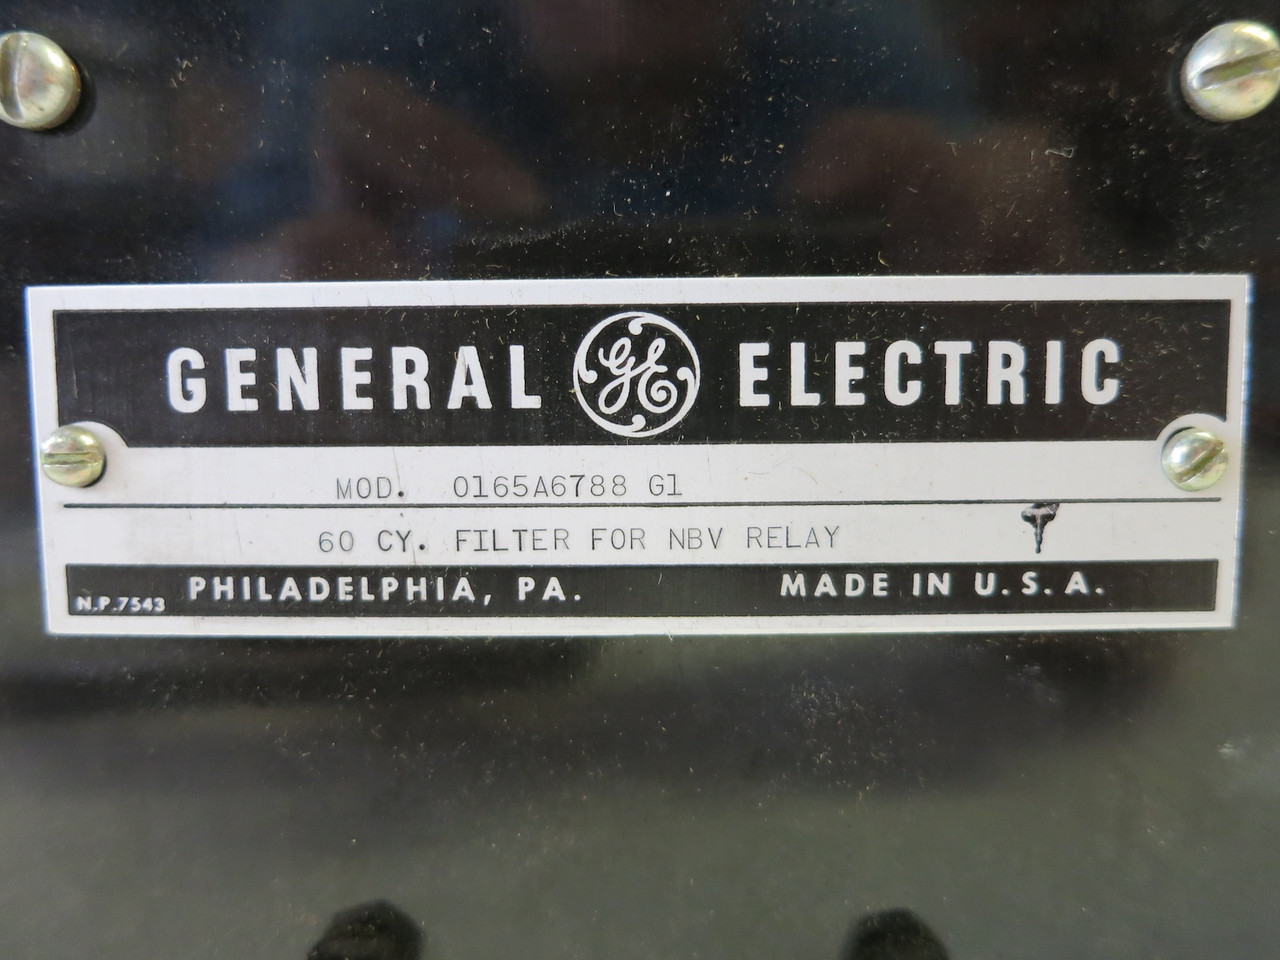 GENERAL GE ELECTRIC
MOD. 0165A6788 G1
60 CY. FILTER FOR NBV RELAY
N.P.7543 PHILADELPHIA, PA. MADE IN U.S.A.